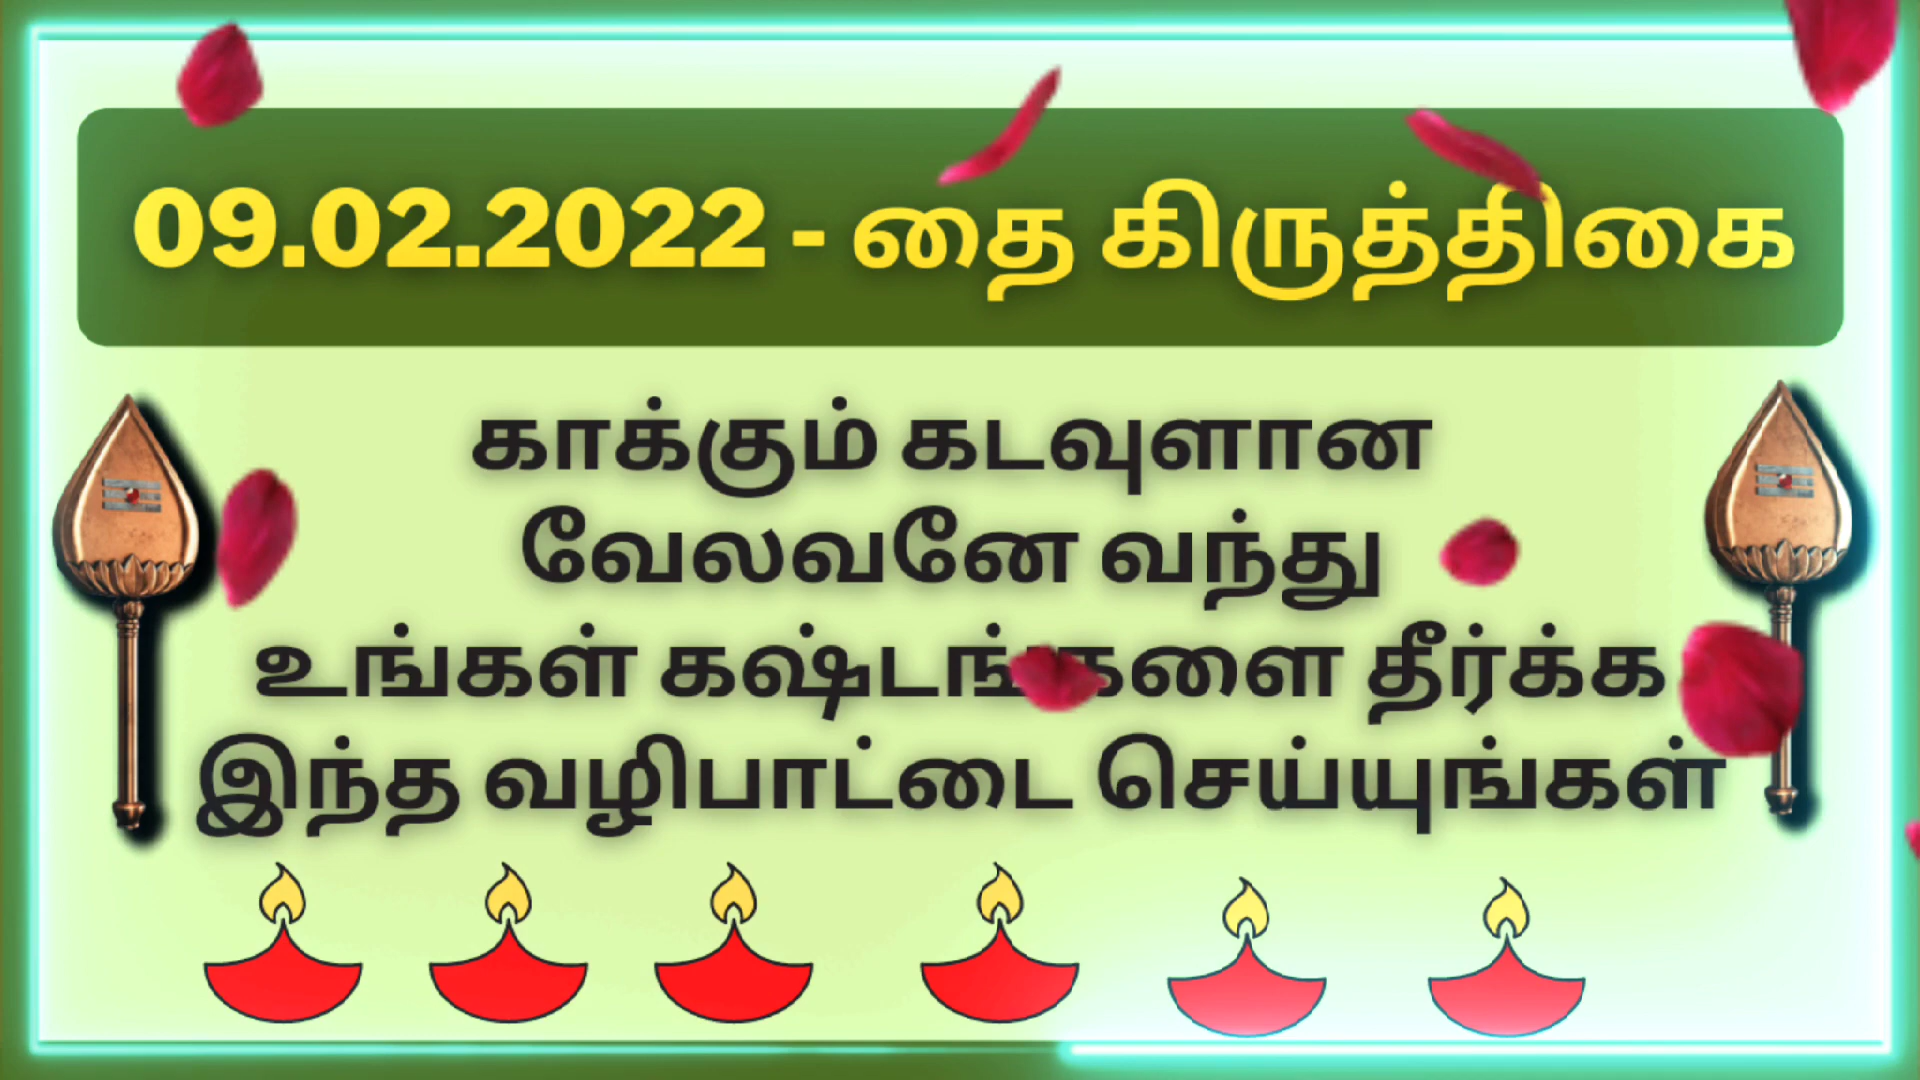 09.02.2022 - தை கிருத்திகை
காக்கும் கடவுளான
வேலவனே வந்து
உங்கள் கஷ்டங்களை தீர்க்க
இந்த வழிபாட்டை செய்யுங்கள்